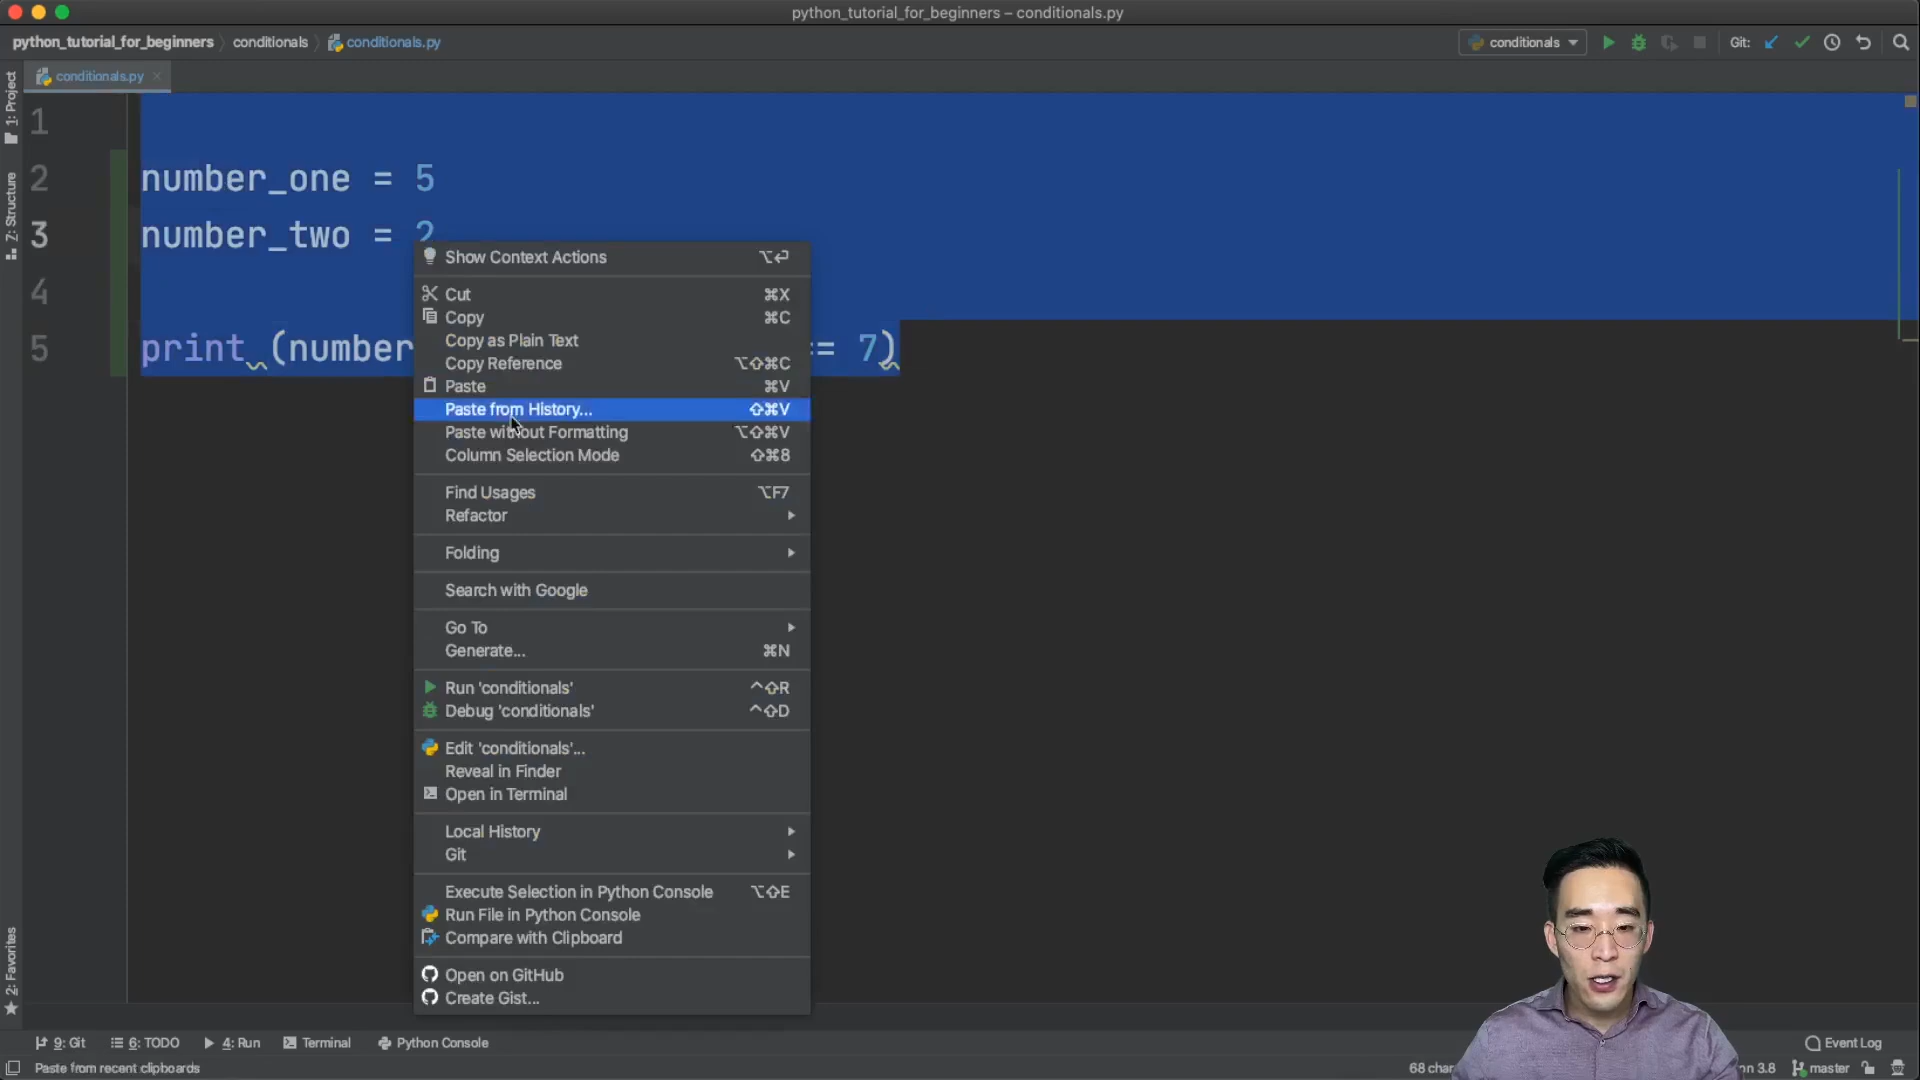 python_tutorial_for_beginners – conditionals.py
python_tutorial_for_beginners
conditionals
conditionals.py
conditionals
Git:
1: Project
Z: Structure
2: Favorites
conditionals.py
1
2 number_one = 5
3 number_two = 2
4
5 print (number
== 7)
Show Context Actions ⌥⏎
Cut ⌘X
Copy ⌘C
Copy as Plain Text
Copy Reference ⌥⇧⌘C
Paste ⌘V
Paste from History... ⇧⌘V
Paste without Formatting ⌥⇧⌘V
Column Selection Mode ⇧⌘8
Find Usages ⌥F7
Refactor
Folding
Search with Google
Go To
Generate... ⌘N
Run 'conditionals' ^⇧R
Debug 'conditionals' ^⇧D
Edit 'conditionals'...
Reveal in Finder
Open in Terminal
Local History
Git
Execute Selection in Python Console ⌥⇧E
Run File in Python Console
Compare with Clipboard
Open on GitHub
Create Gist...
9: Git
6: TODO
4: Run
Terminal
Python Console
Event Log
Paste from recent clipboards
68 char
n 3.8
master